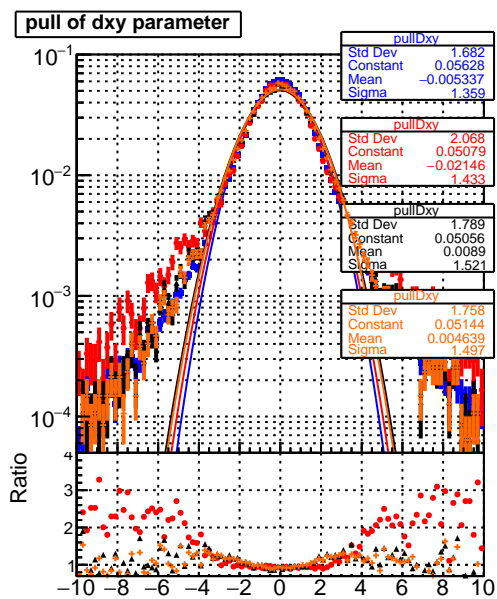 pull of dxy parameter
pullDxy
Std Dev 1.682
Constant 0.05628
Mean −0.005337
Sigma 1.359
pullDxy
Std Dev 2.068
Constant 0.05079
Mean −0.02146
Sigma 1.433
pullDxy
Std Dev 1.789
Constant 0.05056
Mean 0.0089
Sigma 1.521
pullDxy
Std Dev 1.758
Constant 0.05144
Mean 0.004639
Sigma 1.497
10−1
10−2
10−3
10−4
Ratio
4
3
2
1
−10 −8 −6 −4 −2 0 2 4 6 8 10